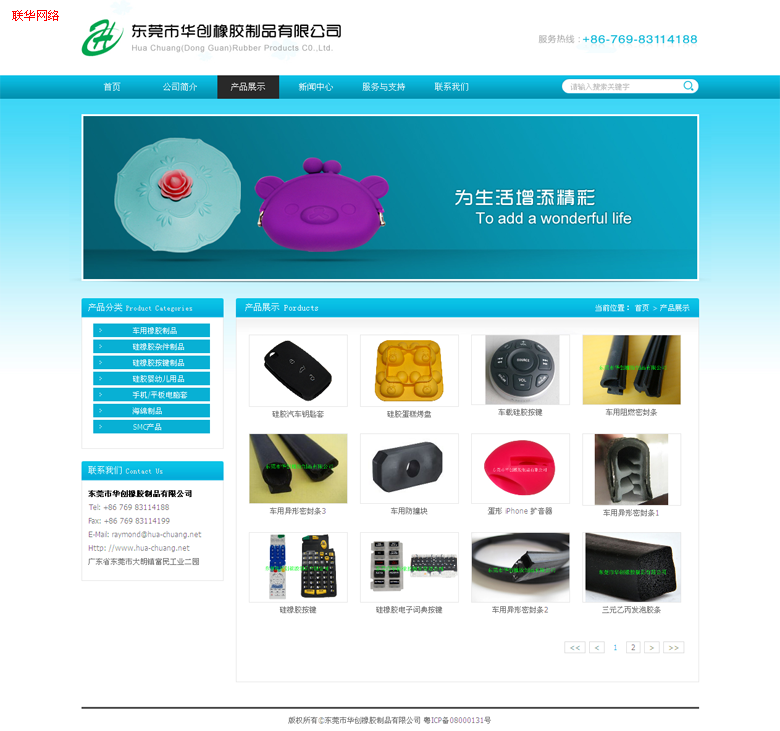 联华网络
东莞市华创橡胶制品有限公司
Hua Chuang(Dong Guan)Rubber Products C0..Ltd.
服务热线：+86-769-83114188
首页 公司简介 产品展示 新闻中心 服务与支持 联系我们
请输入搜索关键字
为生活增添精彩
To add a wonderful life
产品分类 Product Categories
车用橡胶制品
硅橡胶杂件制品
硅橡胶按键制品
硅胶婴幼儿用品
手机/平板电脑套
海绵制品
SMC产品
联系我们 Contact Us
东莞市华创橡胶制品有限公司
Tel: +86 769 83114188
Fax: +86 769 83114199
E-Mail: raymond@hua-chuang.net
Http: //www.hua-chuang.net
广东省东莞市大朗镇富民工业二园
产品展示 Porducts
当前位置： 首页 > 产品展示
硅胶汽车钥匙套
硅胶蛋糕烤盘
车载硅胶按键
车用阻燃密封条
车用异形密封条3
车用防撞块
蛋形 iPhone 扩音器
车用异形密封条1
硅橡胶按键
硅橡胶电子词典按键
车用异形密封条2
三元乙丙发泡胶条
<< < 1 2 > >>
版权所有©东莞市华创橡胶制品有限公司 粤ICP备08000131号